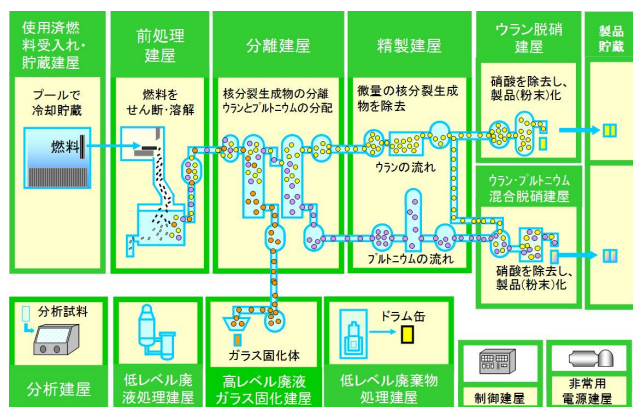 使用済燃
料受入れ・
貯蔵建屋
プールで
冷却貯蔵
燃料
前処理
建屋
燃料を
せん断・溶解
分離建屋
核分裂生成物の分離
ウランとプルトニウムの分配
精製建屋
微量の核分裂生成
物を除去
ウランの流れ
プルトニウムの流れ
ウラン脱硝
建屋
硝酸を除去し、
製品(粉末)化
ウラン・プルトニウム
混合脱硝建屋
硝酸を除去し、
製品(粉末)化
製品
貯蔵
分析試料
分析建屋
低レベル廃
液処理建屋
ガラス固化体
高レベル廃液
ガラス固化建屋
ドラム缶
低レベル廃棄物
処理建屋
制御建屋
非常用
電源建屋